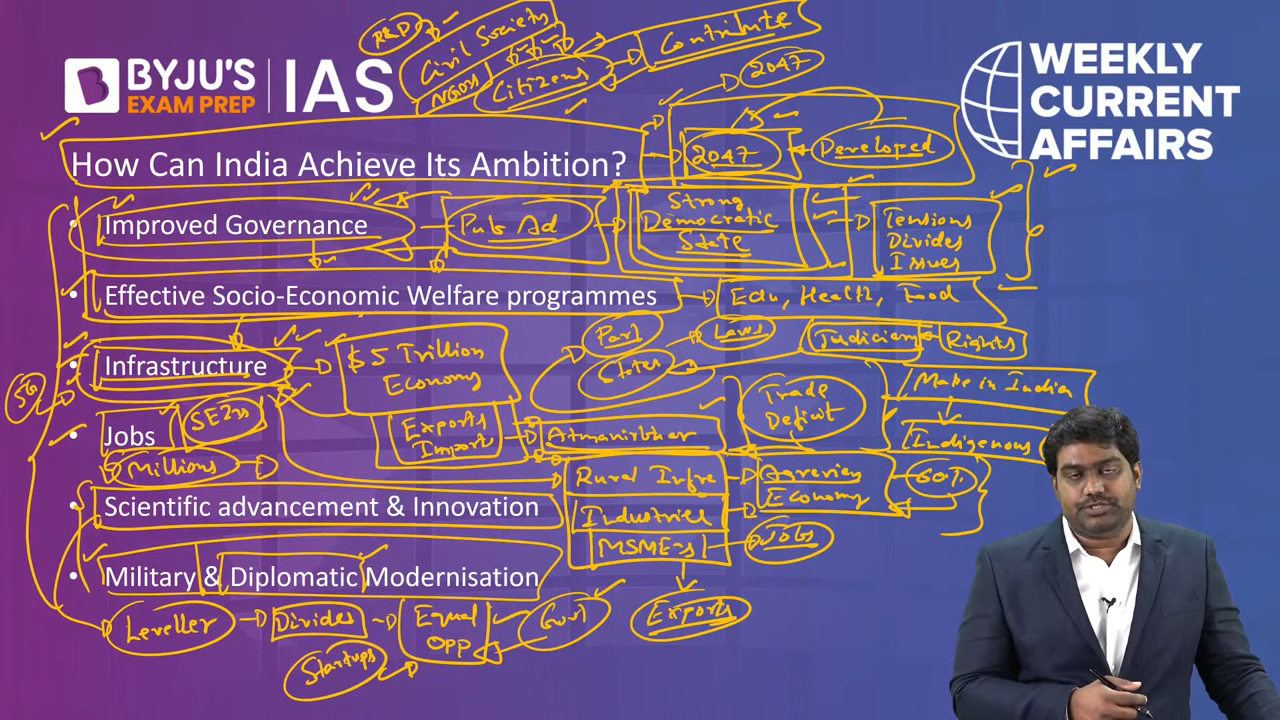 R&D
Civil Society
NGOs
Citizens
Contribute
2047
BYJU'S
EXAM PREP
IAS
WEEKLY
CURRENT
AFFAIRS
How Can India Achieve Its Ambition?
2047
Developed
• Improved Governance
Pub Ad
Strong
Democratic
State
Tensions
Divides
Issues
• Effective Socio-Economic Welfare programmes
Edu, Health, Food
• Infrastructure
$5 Trillion
Economy
Parl
Laws
States
Judiciary
Rights
5G
• Jobs
SE2ss
Millions
Exports
Imports
Atmanirbhar
Trade
Deficit
Make in India
Indigenous
Rural Infra
Agrarian
Economy
60%
• Scientific advancement & Innovation
Industries
MSMEs
Jobs
• Military & Diplomatic Modernisation
Leveller
Divides
Equal
Opp
Govt
Exports
Startups